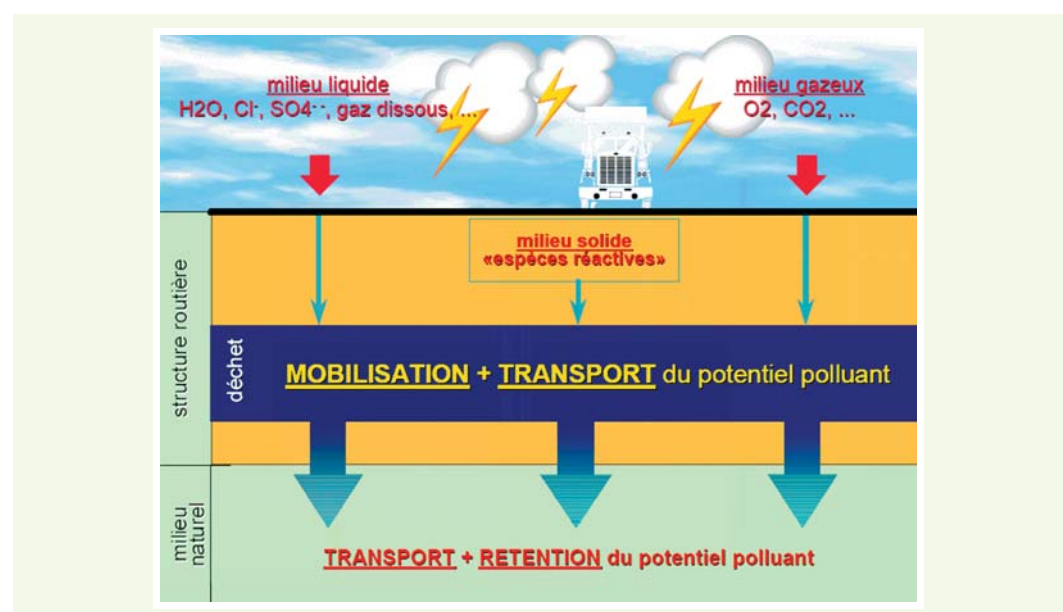 milieu liquide
H2O, Cl-, SO4--, gaz dissous, ...
milieu gazeux
O2, CO2, ...
milieu solide
«espèces réactives»
structure routière
déchet
MOBILISATION + TRANSPORT du potentiel polluant
milieu
naturel
TRANSPORT + RETENTION du potentiel polluant